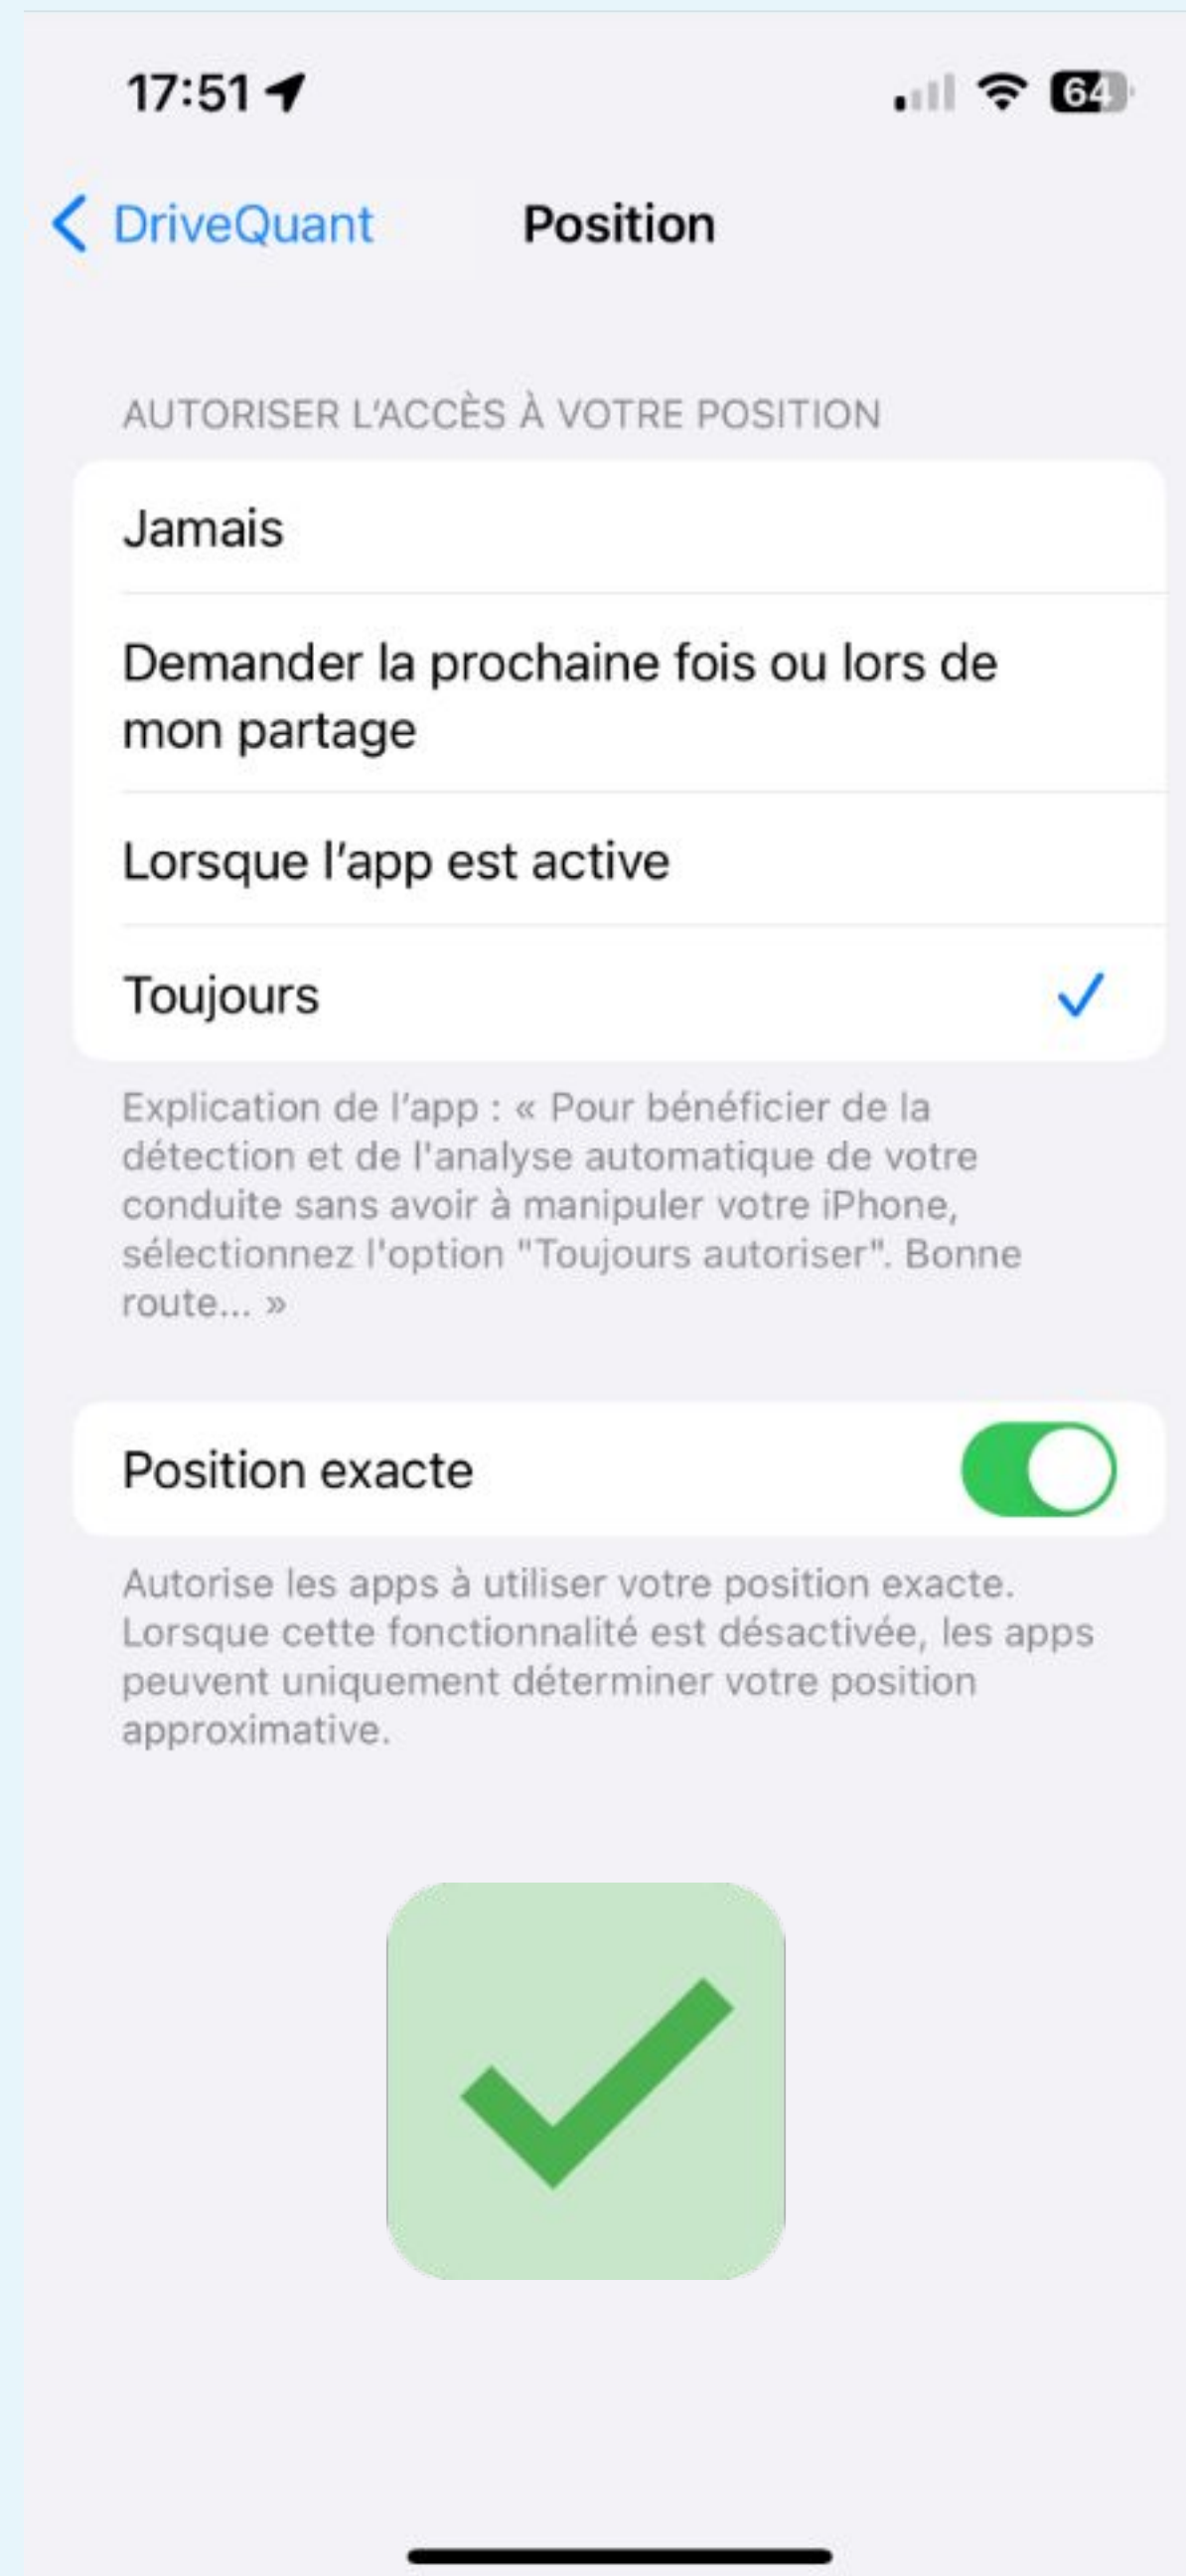 17:51
64
DriveQuant
Position
AUTORISER L'ACCÈS À VOTRE POSITION
Jamais
Demander la prochaine fois ou lors de
mon partage
Lorsque l'app est active
Toujours
Explication de l'app : « Pour bénéficier de la
détection et de l'analyse automatique de votre
conduite sans avoir à manipuler votre iPhone,
sélectionnez l'option "Toujours autoriser". Bonne
route... »
Position exacte
Autorise les apps à utiliser votre position exacte.
Lorsque cette fonctionnalité est désactivée, les apps
peuvent uniquement déterminer votre position
approximative.